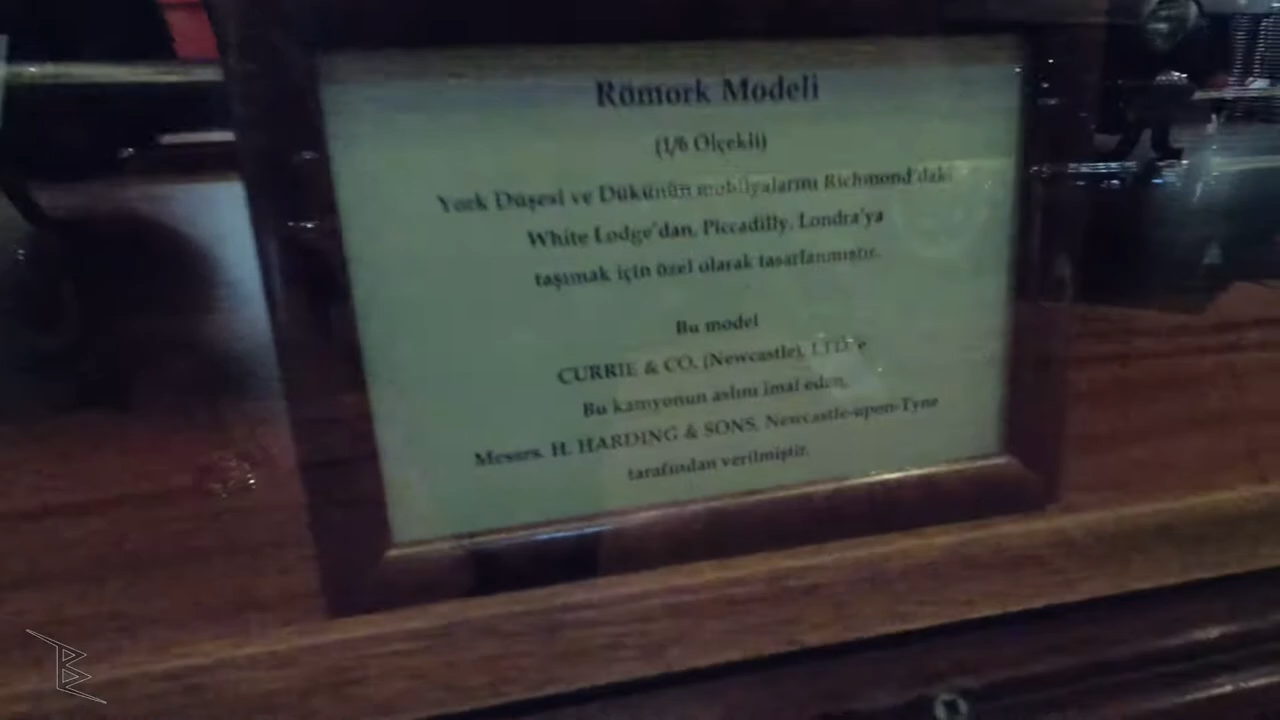 Römork Modeli
(1/6 Ölçekli)
York Düşesi ve Dükünün mobilyalarını Richmond'daki
White Lodge'dan, Piccadilly, Londra'ya
taşımak için özel olarak tasarlanmıştır.
Bu model
CURRIE & CO. (Newcastle), LTD'e
Bu kamyonun aslını imal eden,
Messrs. H. HARDING & SONS, Newcastle-upon-Tyne
tarafından verilmiştir.